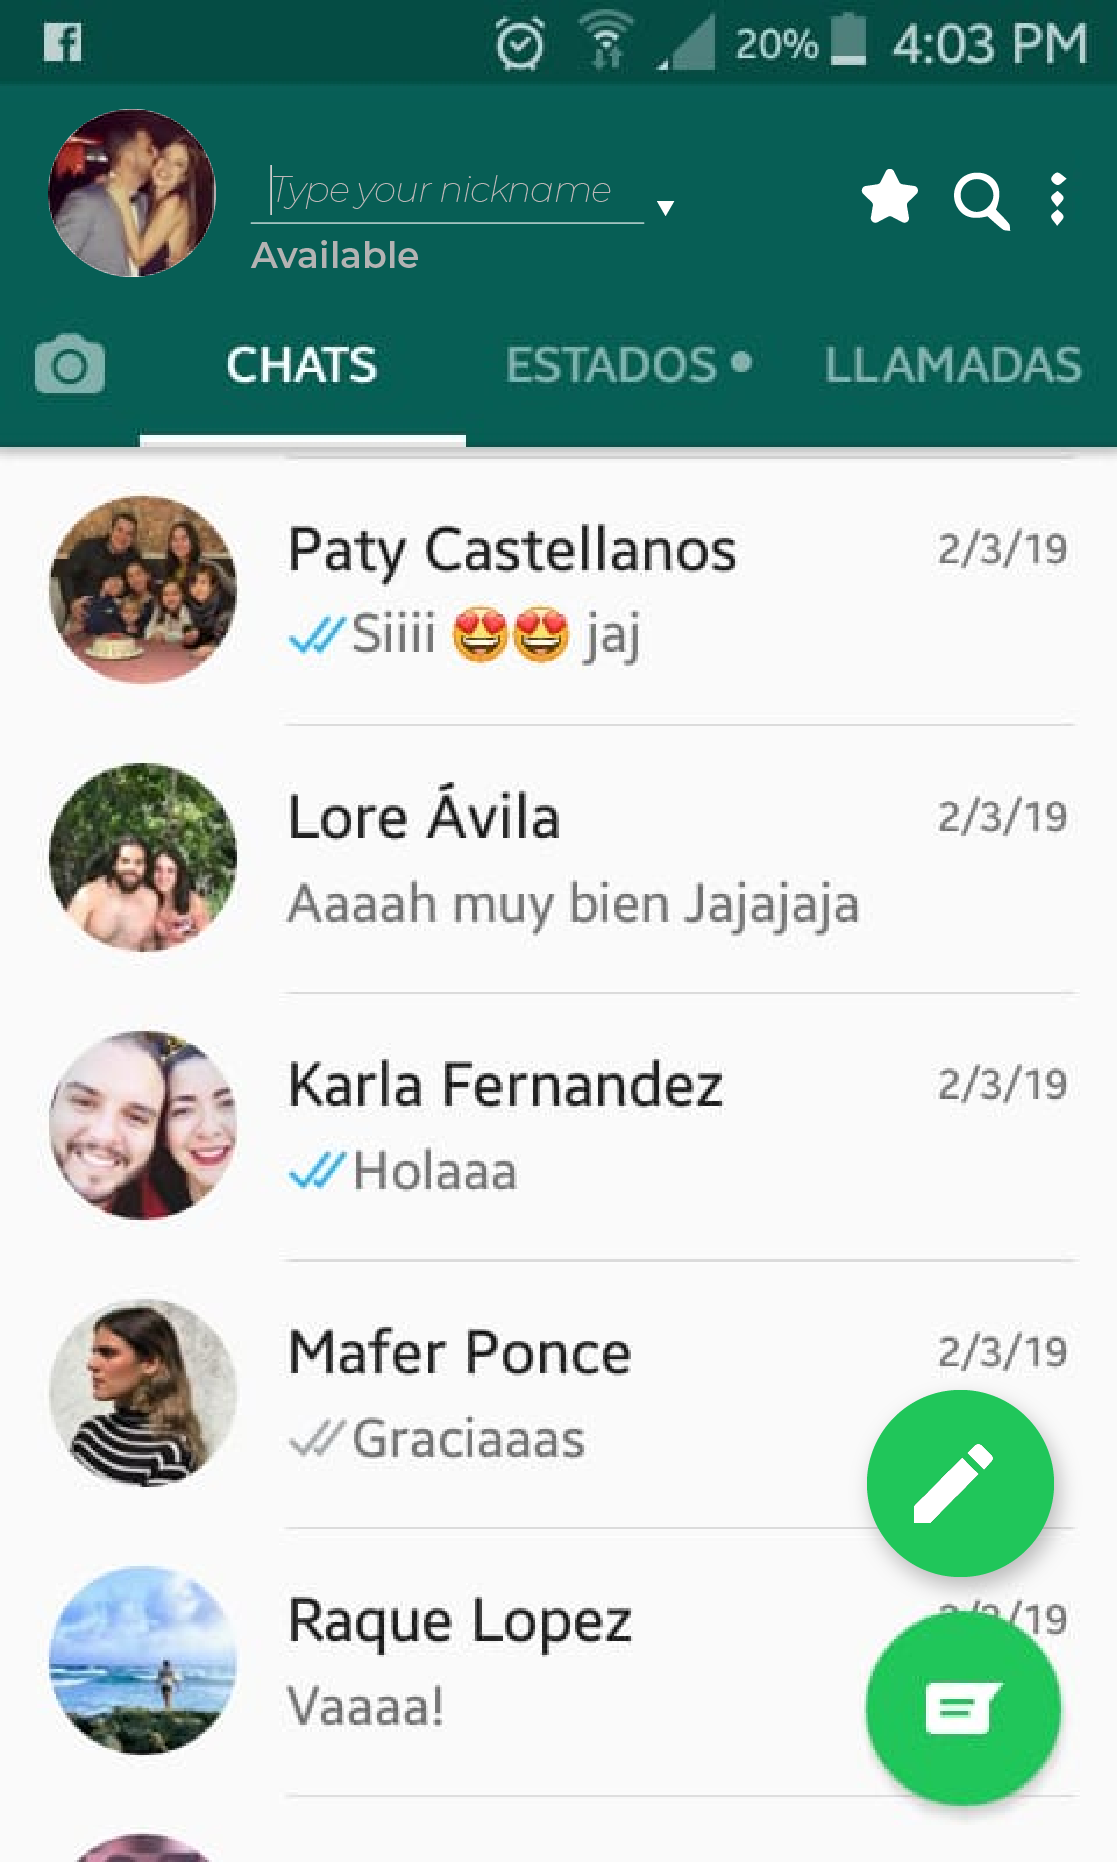 20% 4:03 PM
Type your nickname
Available
CHATS ESTADOS LLAMADAS
Paty Castellanos 2/3/19
Siiii 🤩🤩 jaj
Lore Ávila 2/3/19
Aaaah muy bien Jajajaja
Karla Fernandez 2/3/19
Holaaa
Mafer Ponce 2/3/19
Graciaaas
Raque Lopez /19
Vaaaa!